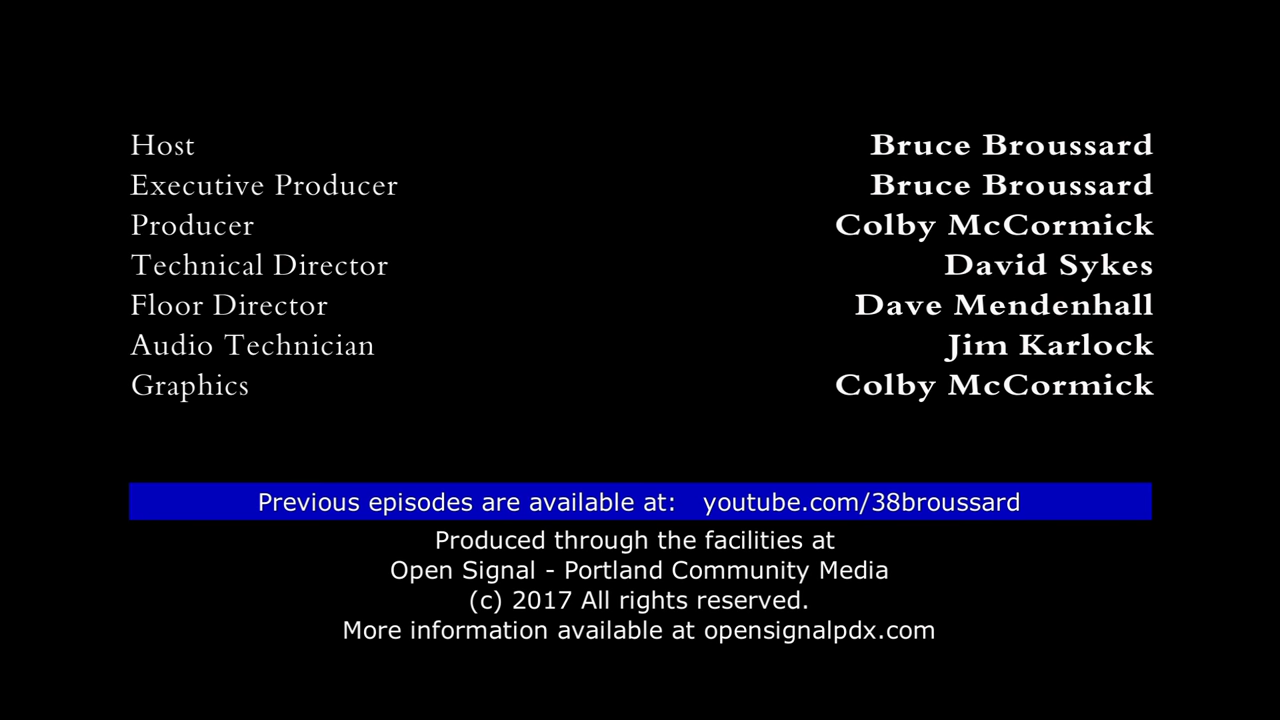 Host Bruce Broussard
Executive Producer Bruce Broussard
Producer Colby McCormick
Technical Director David Sykes
Floor Director Dave Mendenhall
Audio Technician Jim Karlock
Graphics Colby McCormick
Previous episodes are available at: youtube.com/38broussard
Produced through the facilities at
Open Signal - Portland Community Media
(c) 2017 All rights reserved.
More information available at opensignalpdx.com